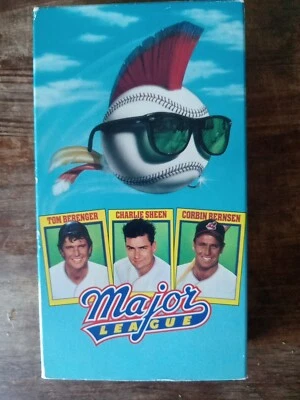 TOM BERENGER CHARLIE SHEEN CORBIN BERNSEN
Major
LEAGUE